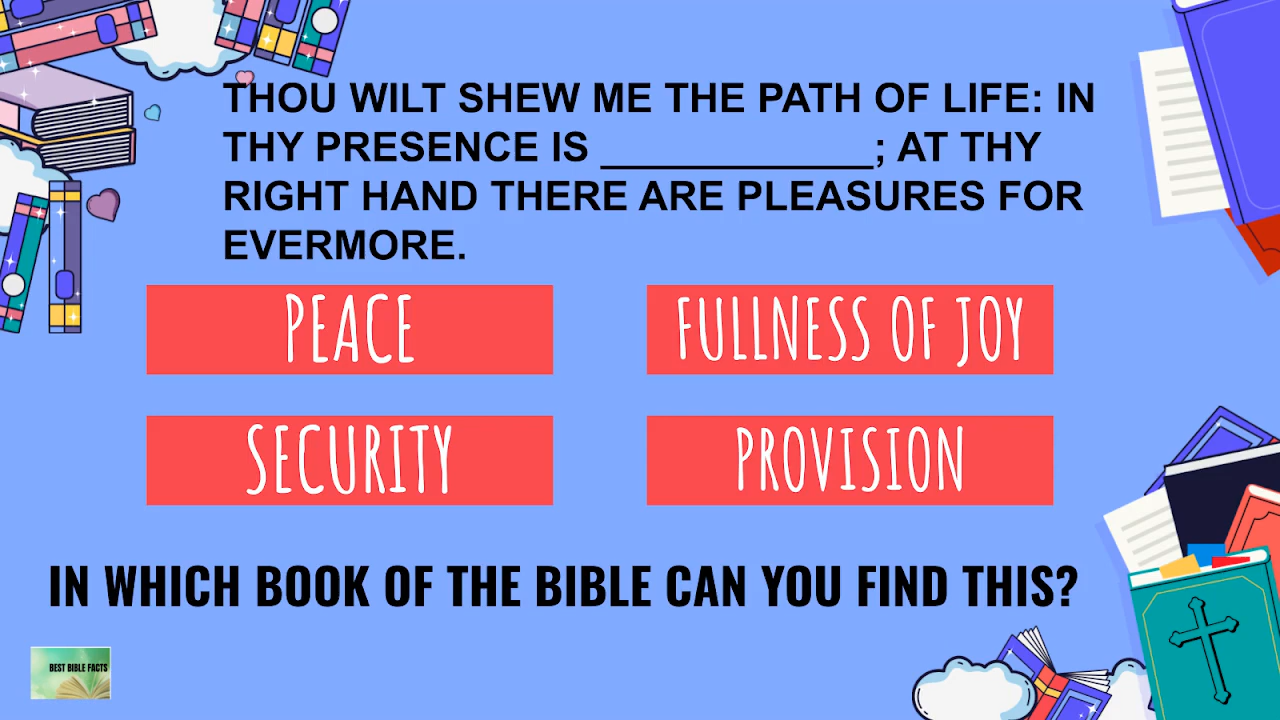 THOU WILT SHEW ME THE PATH OF LIFE: IN
THY PRESENCE IS ____________; AT THY
RIGHT HAND THERE ARE PLEASURES FOR
EVERMORE.
PEACE
FULLNESS OF JOY
SECURITY
PROVISION
IN WHICH BOOK OF THE BIBLE CAN YOU FIND THIS?
BEST BIBLE FACTS